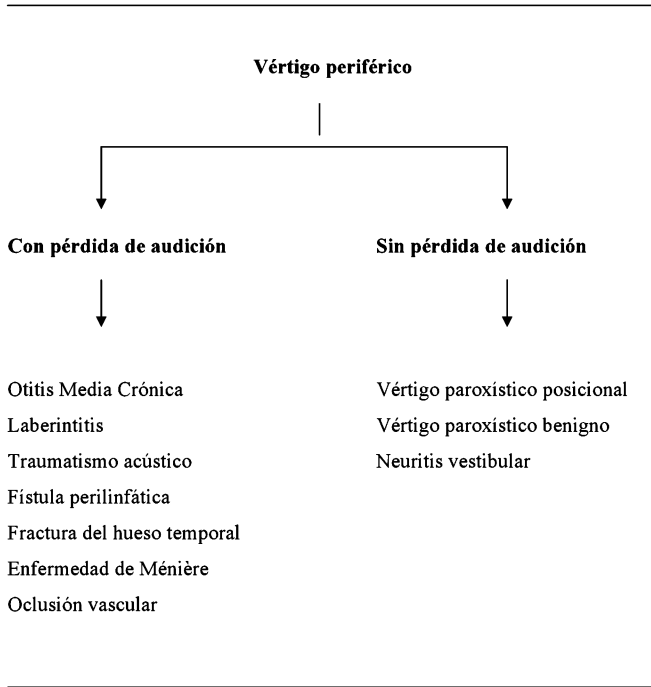 Vértigo periférico
Con pérdida de audición
Sin pérdida de audición
Otitis Media Crónica
Laberintitis
Traumatismo acústico
Fístula perilinfática
Fractura del hueso temporal
Enfermedad de Ménière
Oclusión vascular
Vértigo paroxístico posicional
Vértigo paroxístico benigno
Neuritis vestibular